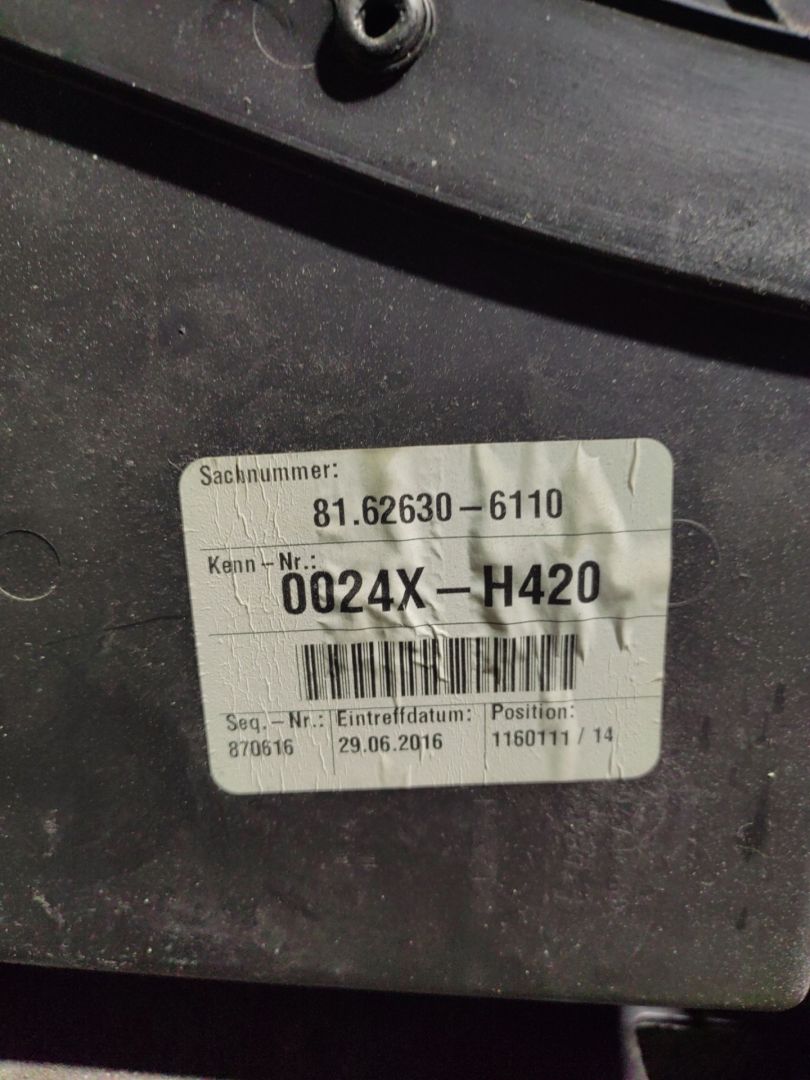 Sachnummer:
81.62630-6110
Kenn-Nr.:
0024X-H420
Seq.-Nr.: Eintreffdatum: Position:
870616 29.06.2016 1160111 / 14